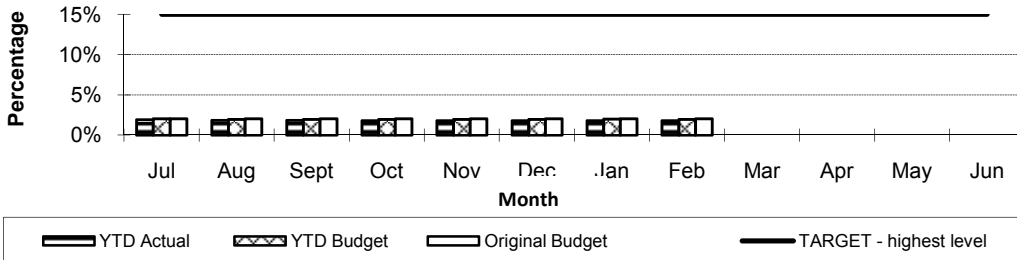 Percentage
15%
10%
5%
0%
Jul Aug Sept Oct Nov Dec Jan Feb Mar Apr May Jun
Month
YTD Actual YTD Budget Original Budget TARGET - highest level